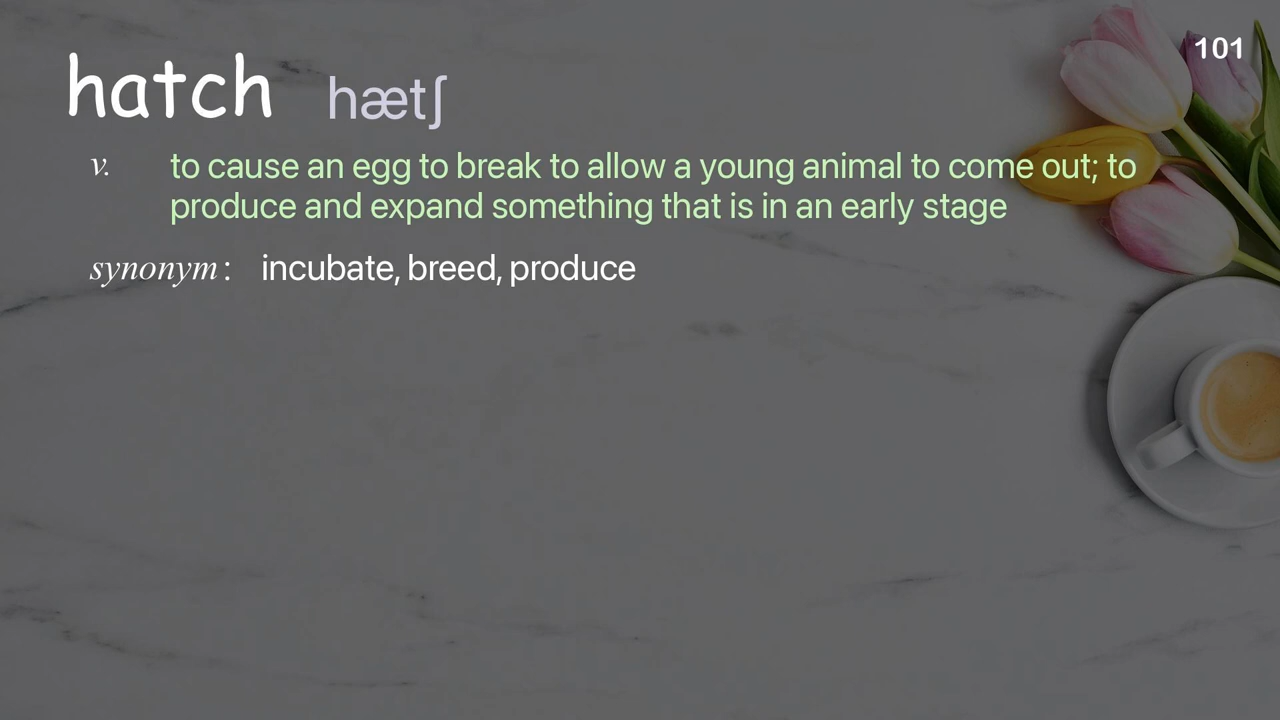 101
hatch hætʃ
v. to cause an egg to break to allow a young animal to come out; to
produce and expand something that is in an early stage
synonym: incubate, breed, produce